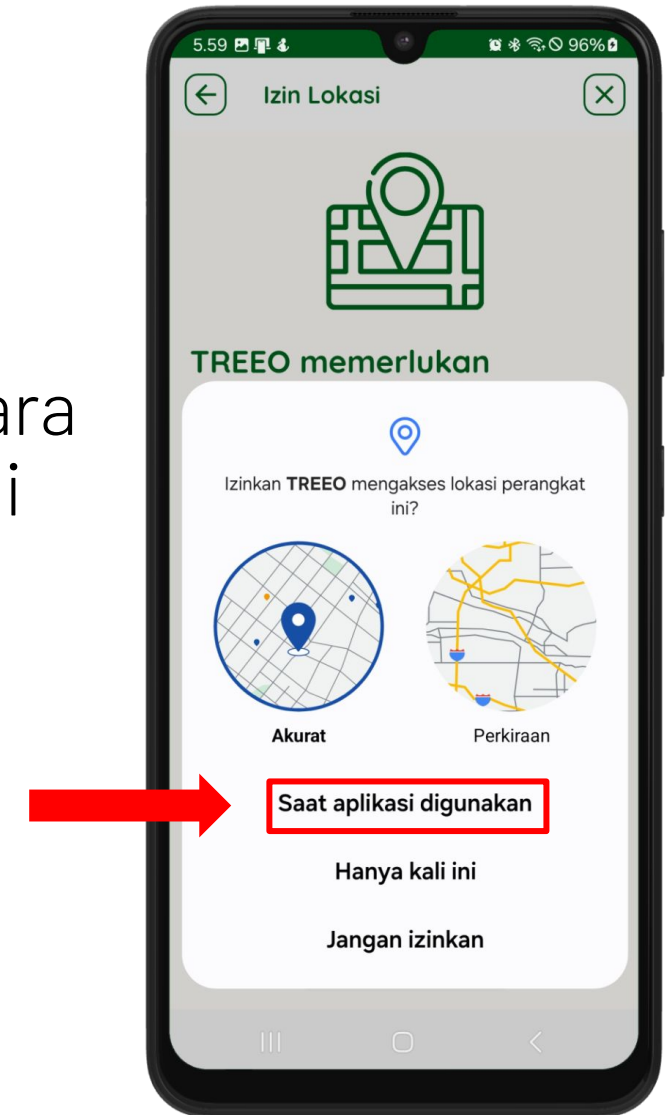 5.59
96%
Izin Lokasi
TREEO memerlukan
Izinkan TREEO mengakses lokasi perangkat
ini?
Akurat
Perkiraan
Saat aplikasi digunakan
Hanya kali ini
Jangan izinkan